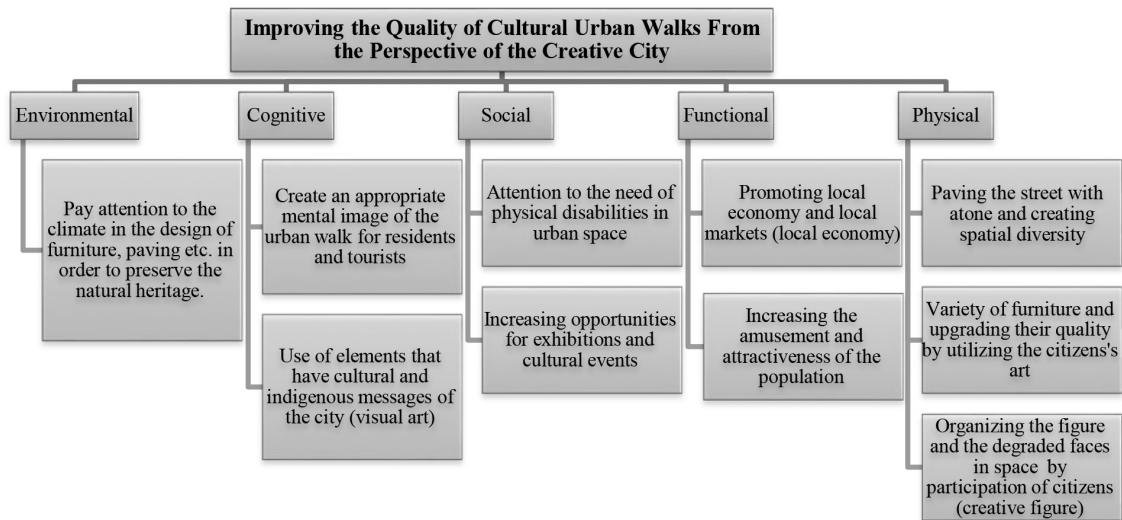 Improving the Quality of Cultural Urban Walks From
the Perspective of the Creative City
Environmental
Cognitive
Social
Functional
Physical
Pay attention to the
climate in the design of
furniture, paving etc. in
order to preserve the
natural heritage.
Create an appropriate
mental image of the
urban walk for residents
and tourists
Use of elements that
have cultural and
indigenous messages of
the city (visual art)
Attention to the need of
physical disabilities in
urban space
Increasing opportunities
for exhibitions and
cultural events
Promoting local
economy and local
markets (local economy)
Increasing the
amusement and
attractiveness of the
population
Paving the street with
atone and creating
spatial diversity
Variety of furniture and
upgrading their quality
by utilizing the citizens's
art
Organizing the figure
and the degraded faces
in space by
participation of citizens
(creative figure)